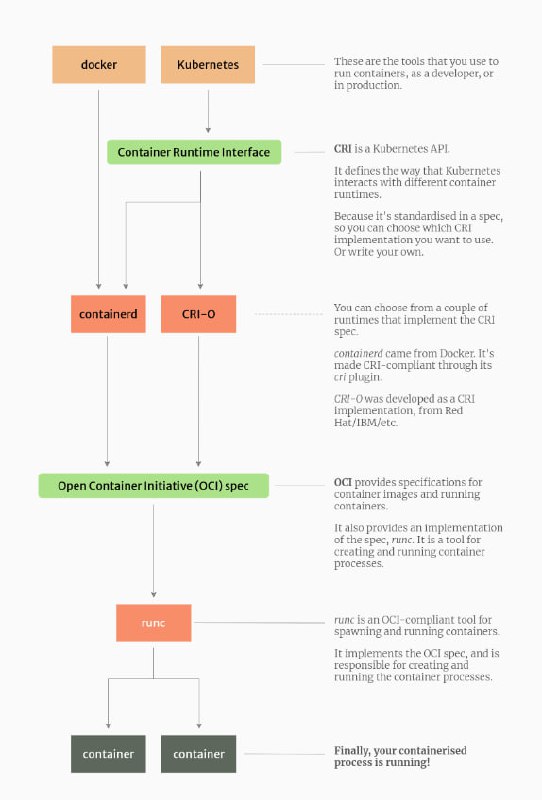 docker
Kubernetes
These are the tools that you use to
run containers, as a developer, or
in production.
Container Runtime Interface
CRI is a Kubernetes API.
It defines the way that Kubernetes
interacts with different container
runtimes.
Because it's standardised in a spec,
so you can choose which CRI
implementation you want to use.
Or write your own.
containerd
CRI-O
You can choose from a couple of
runtimes that implement the CRI
spec.
containerd came from Docker. It's
made CRI-compliant through its
cri plugin.
CRI-O was developed as a CRI
implementation, from Red
Hat/IBM/etc.
Open Container Initiative (OCI) spec
OCI provides specifications for
container images and running
containers.
It also provides an implementation
of the spec, runc. It is a tool for
creating and running container
processes.
runc
runc is an OCI-compliant tool for
spawning and running containers.
It implements the OCI spec, and is
responsible for creating and
running the container processes.
container
container
Finally, your containerised
process is running!